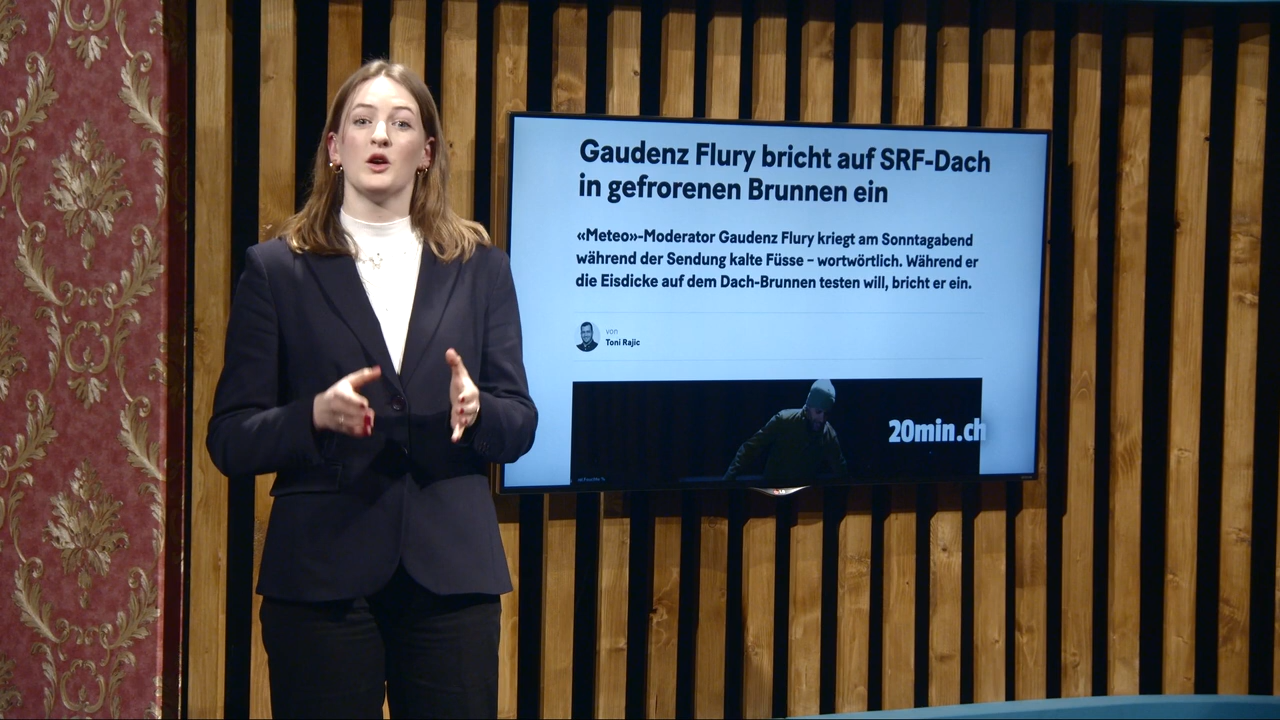 Gaudenz Flury bricht auf SRF-Dach
in gefrorenen Brunnen ein
«Meteo»-Moderator Gaudenz Flury kriegt am Sonntagabend
während der Sendung kalte Füsse – wortwörtlich. Während er
die Eisdicke auf dem Dach-Brunnen testen will, bricht er ein.
von
Toni Rajic
20min.ch